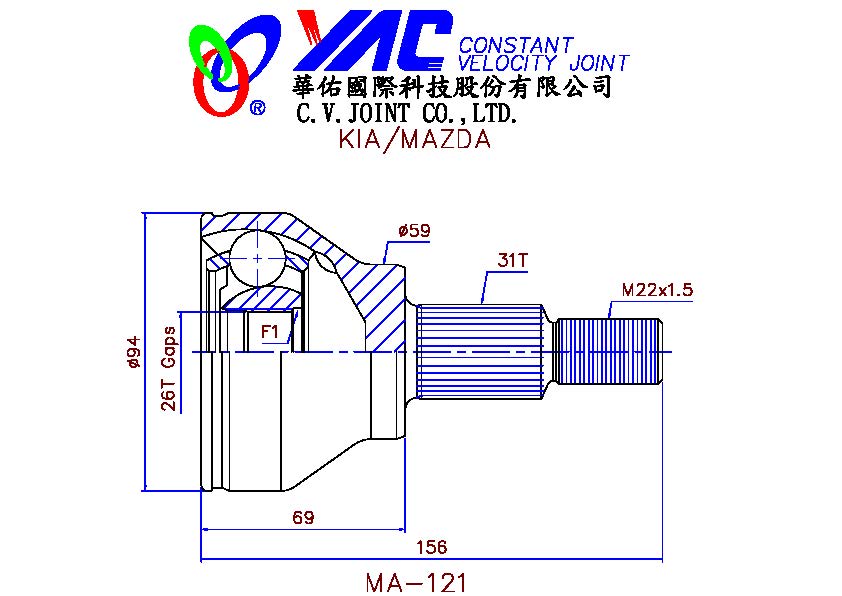 YAC CONSTANT
VELOCITY JOINT
華佑國際科技股份有限公司
®
C.V.JOINT CO.,LTD.
KIA/MAZDA
ø59
31T
M22x1.5
F1
ø94
26T Gaps
69
156
MA-121